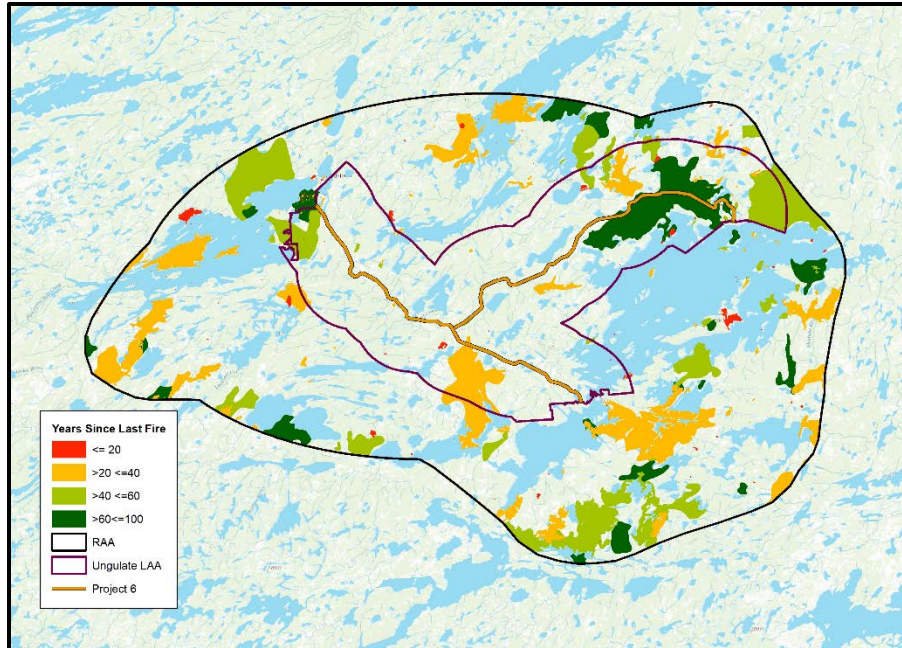 Years Since Last Fire
<= 20
>20 <=40
>40 <=60
>60<=100
RAA
Ungulate LAA
Project 6